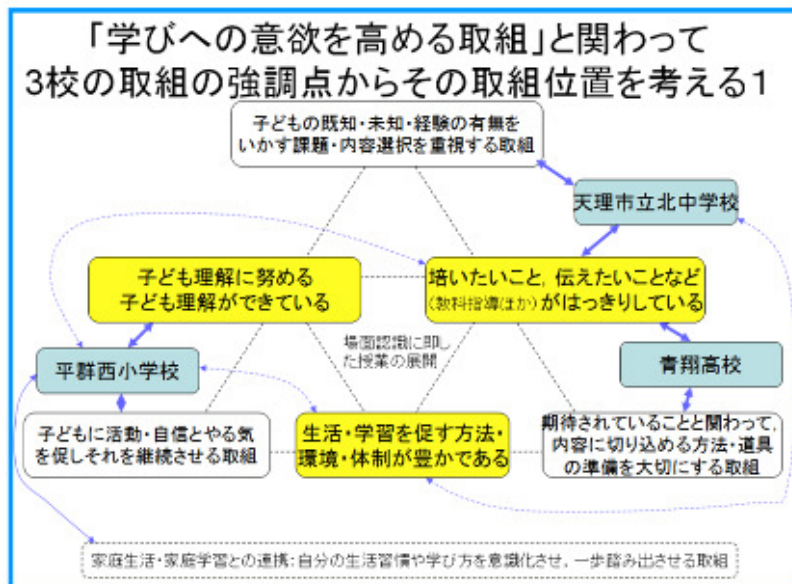 「学びへの意欲を高める取組」と関わって
3校の取組の強調点からその取組位置を考える1
子どもの既知・未知・経験の有無を
いかす課題・内容選択を重視する取組
天理市立北中学校
子ども理解に努める
子ども理解ができている
培いたいこと，伝えたいことなど
（教科指導ほか）がはっきりしている
場面認識に即し
た授業の展開
平群西小学校
青翔高校
子どもに活動・自信とやる気
を促しそれを継続させる取組
生活・学習を促す方法・
環境・体制が豊かである
期待されていることと関わって，
内容に切り込める方法・道具
の準備を大切にする取組
家庭生活・家庭学習との連携：自分の生活習慣や学び方を意識化させ，一歩踏み出させる取組